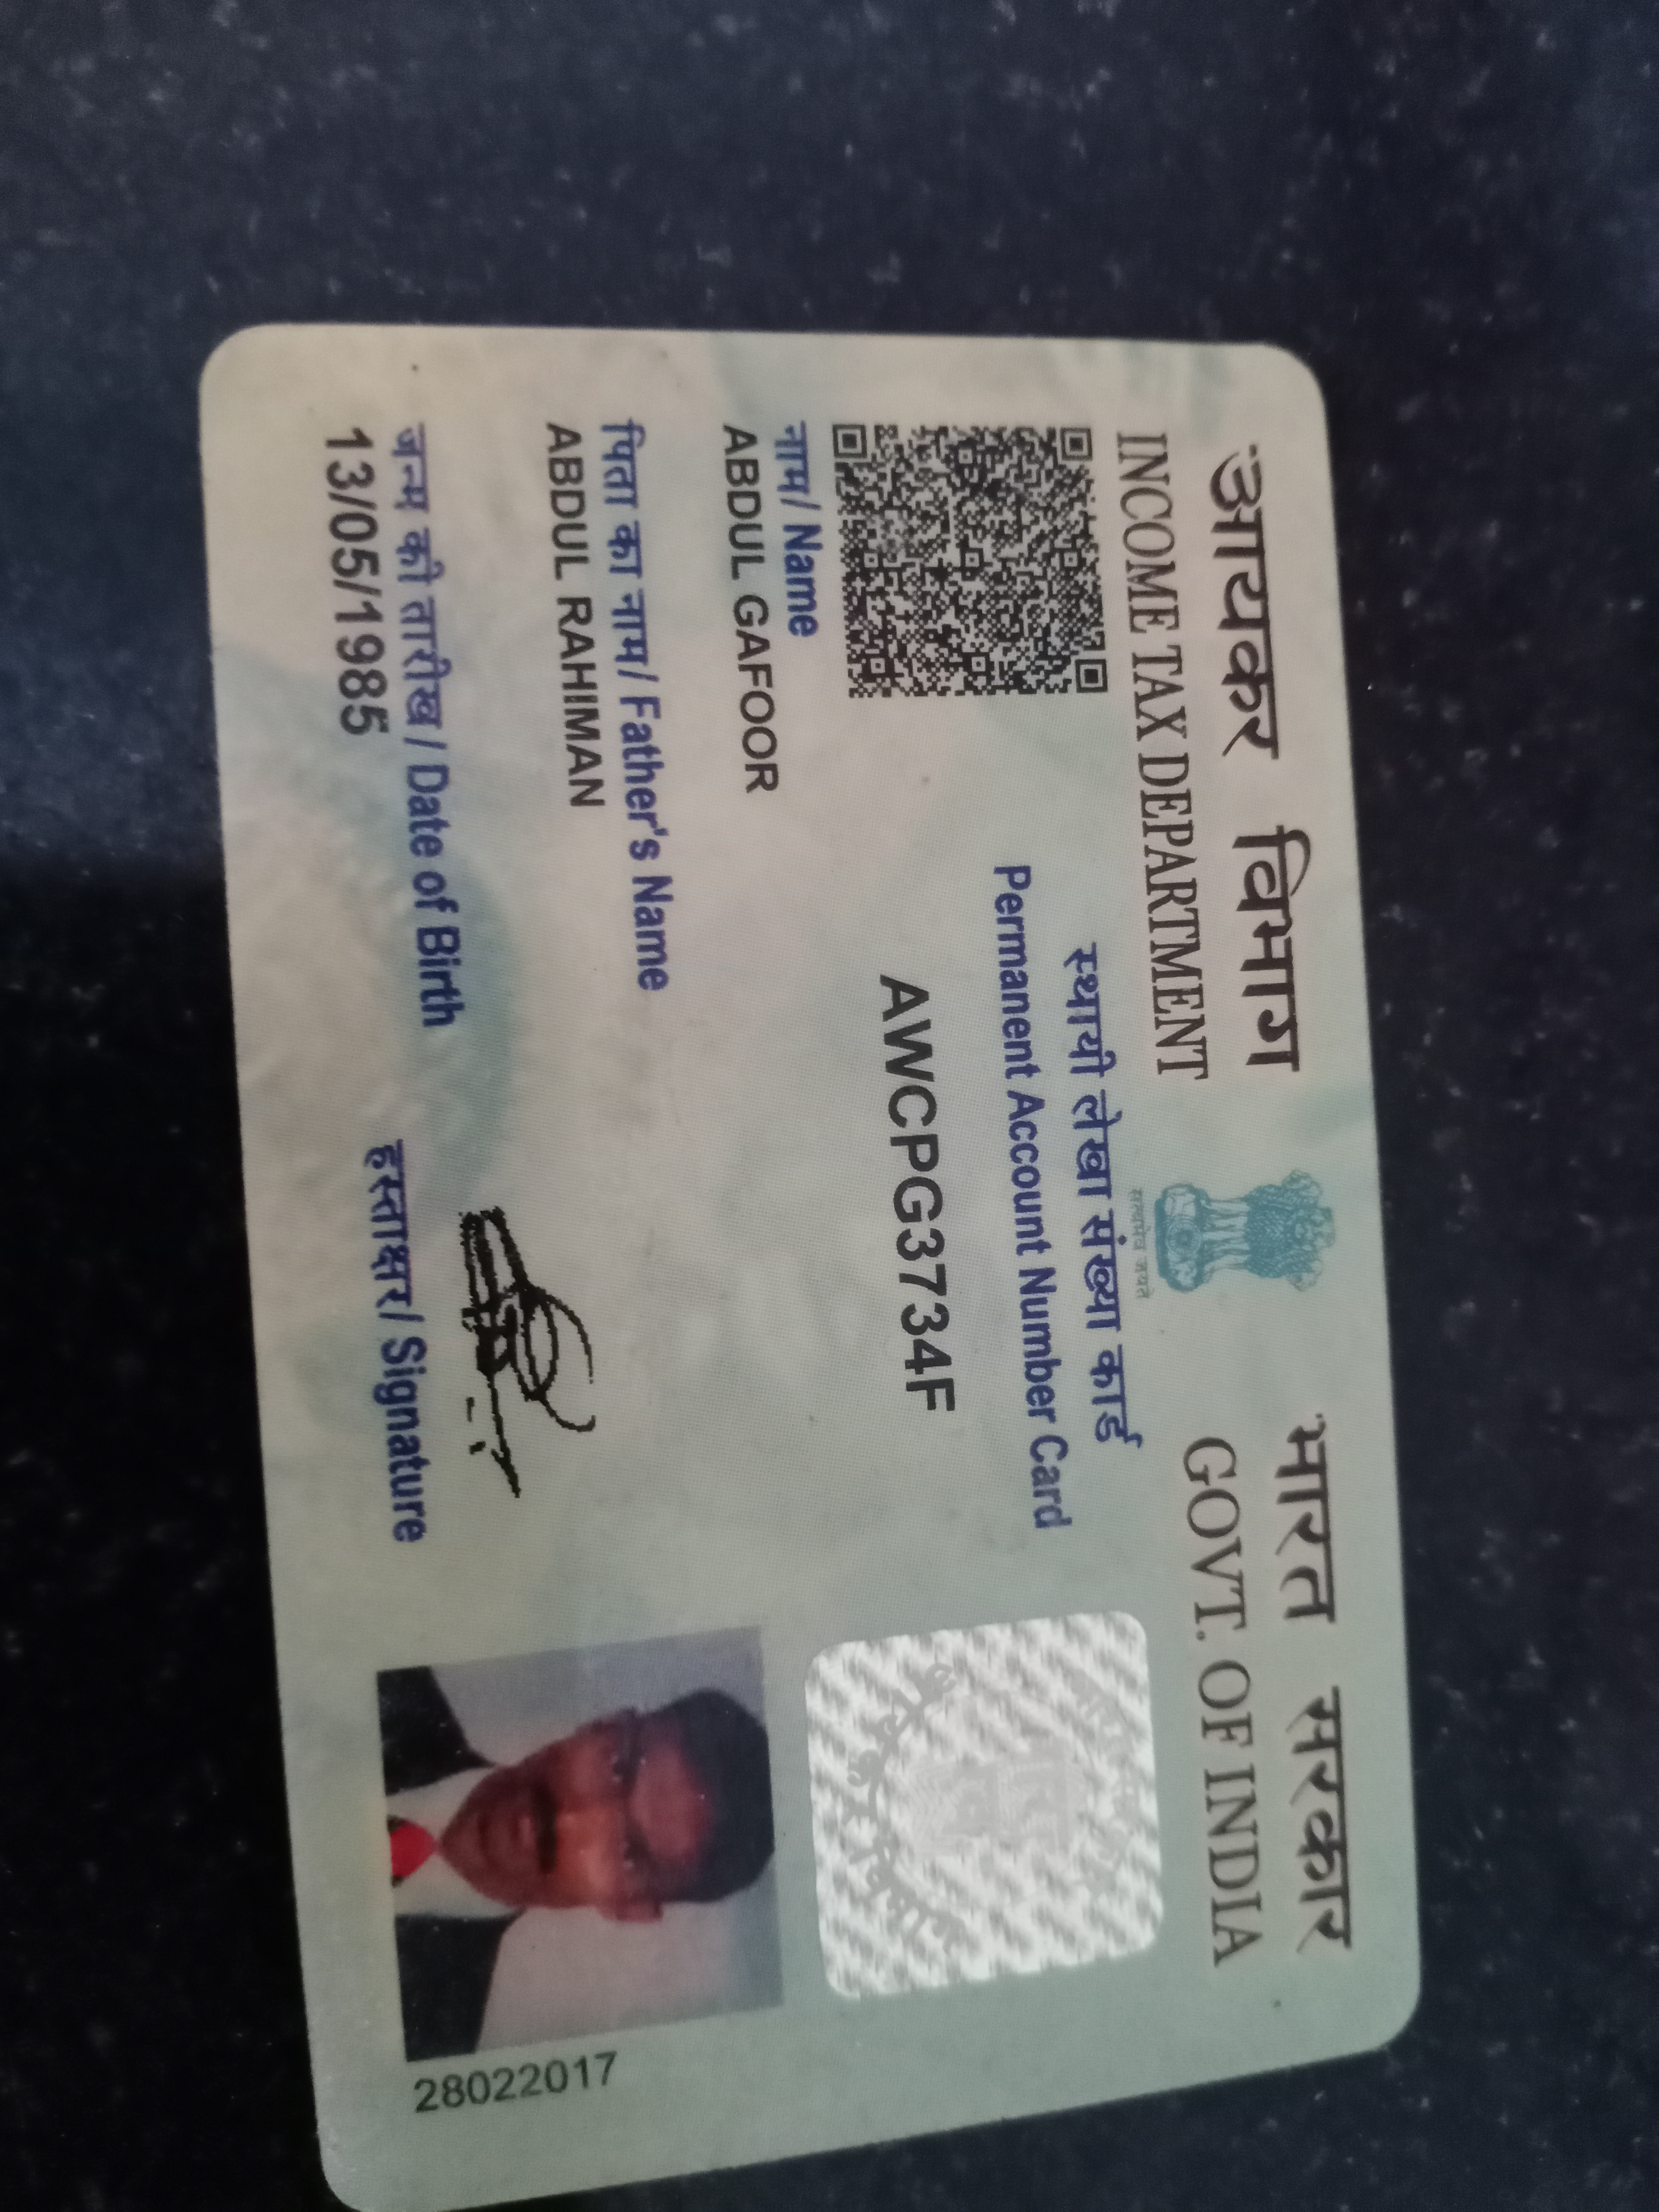 आयकर विभाग
INCOME TAX DEPARTMENT
सत्यमेव जयते
भारत सरकार
GOVT. OF INDIA
स्थायी लेखा संख्या कार्ड
Permanent Account Number Card
AWCPG3734F
नाम/ Name
ABDUL GAFOOR
पिता का नाम/ Father's Name
ABDUL RAHIMAN
जन्म की तारीख / Date of Birth
13/05/1985
हस्ताक्षर/ Signature
28022017